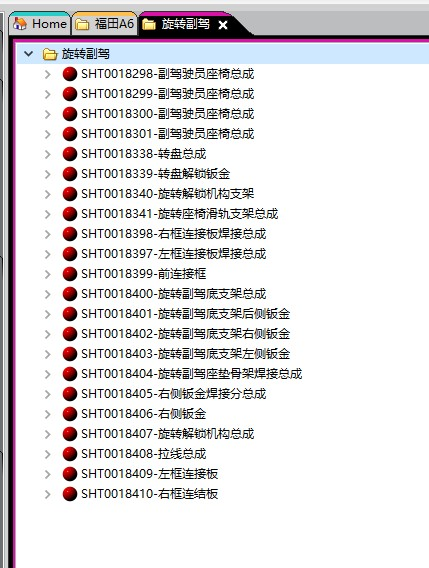 Home 福田A6 旋转副驾
旋转副驾
SHT0018298-副驾驶员座椅总成
SHT0018299-副驾驶员座椅总成
SHT0018300-副驾驶员座椅总成
SHT0018301-副驾驶员座椅总成
SHT0018338-转盘总成
SHT0018339-转盘解锁钣金
SHT0018340-旋转解锁机构支架
SHT0018341-旋转座椅滑轨支架总成
SHT0018398-右框连接板焊接总成
SHT0018397-左框连接板焊接总成
SHT0018399-前连接框
SHT0018400-旋转副驾底支架总成
SHT0018401-旋转副驾底支架后侧钣金
SHT0018402-旋转副驾底支架右侧钣金
SHT0018403-旋转副驾底支架左侧钣金
SHT0018404-旋转副驾座垫骨架焊接总成
SHT0018405-右侧钣金焊接分总成
SHT0018406-右侧钣金
SHT0018407-旋转解锁机构总成
SHT0018408-拉线总成
SHT0018409-左框连接板
SHT0018410-右框连结板